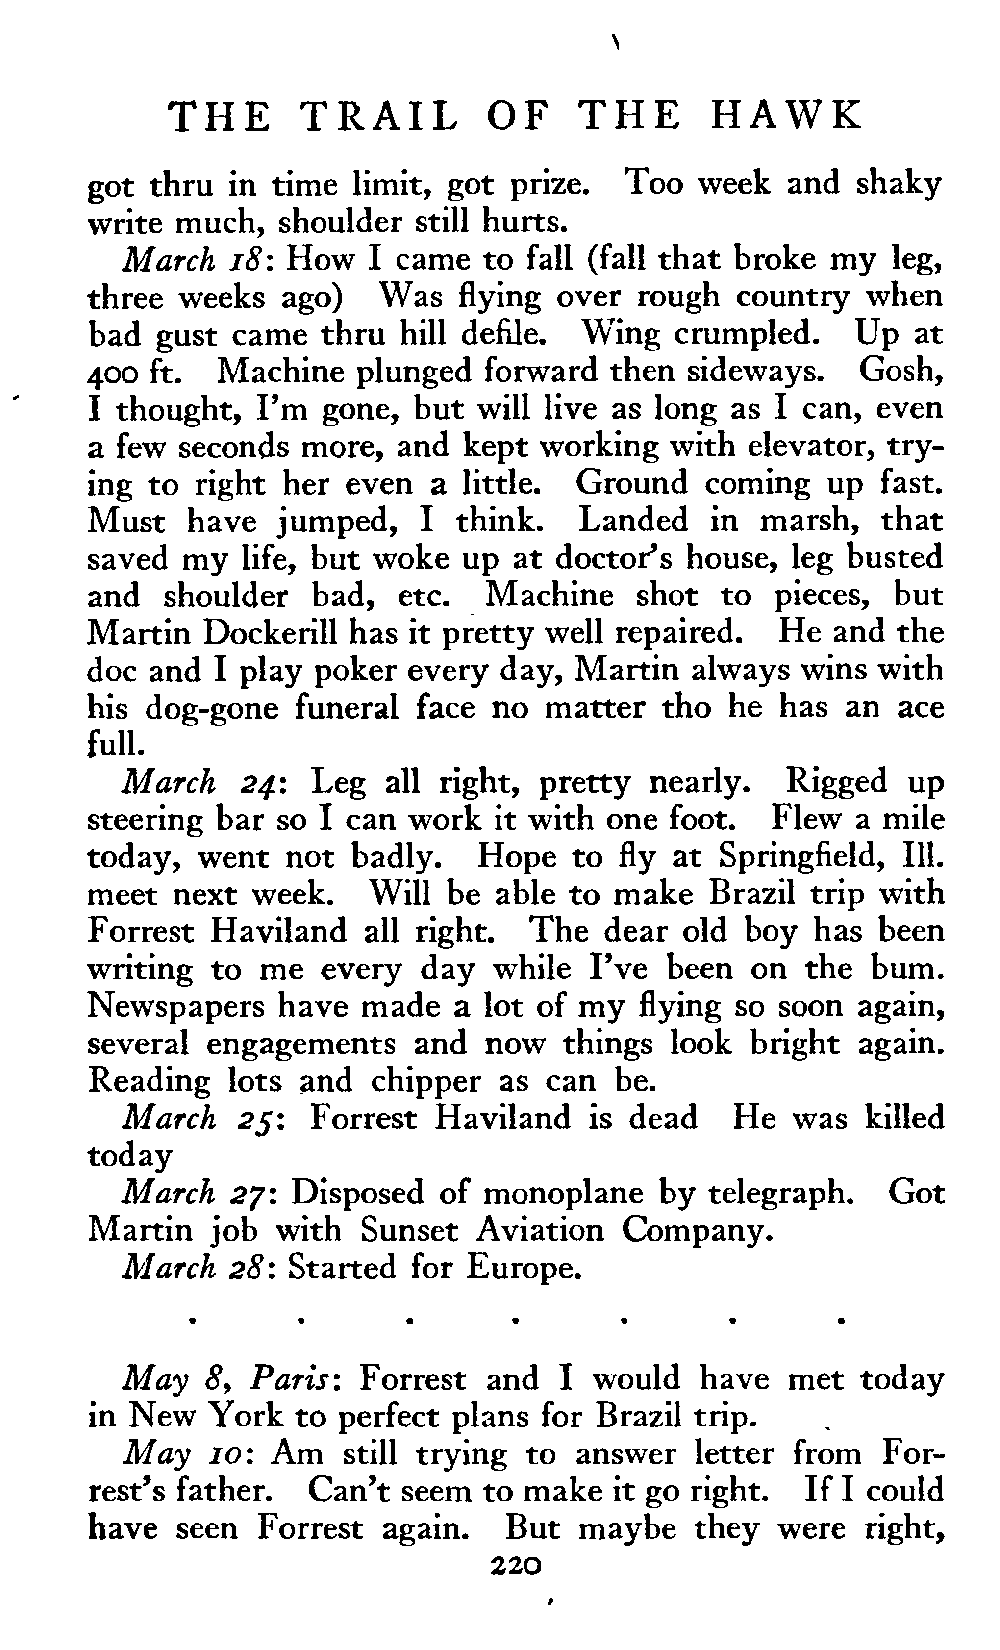 THE TRAIL OF THE HAWK
got thru in time limit, got prize. Too week and shaky
write much, shoulder still hurts.
March 18: How I came to fall (fall that broke my leg,
three weeks ago) Was flying over rough country when
bad gust came thru hill defile. Wing crumpled. Up at
400 ft. Machine plunged forward then sideways. Gosh,
I thought, I'm gone, but will live as long as I can, even
a few seconds more, and kept working with elevator, try-
ing to right her even a little. Ground coming up fast.
Must have jumped, I think. Landed in marsh, that
saved my life, but woke up at doctor's house, leg busted
and shoulder bad, etc. Machine shot to pieces, but
Martin Dockerill has it pretty well repaired. He and the
doc and I play poker every day, Martin always wins with
his dog-gone funeral face no matter tho he has an ace
full.
March 24: Leg all right, pretty nearly. Rigged up
steering bar so I can work it with one foot. Flew a mile
today, went not badly. Hope to fly at Springfield, Ill.
meet next week. Will be able to make Brazil trip with
Forrest Haviland all right. The dear old boy has been
writing to me every day while I've been on the bum.
Newspapers have made a lot of my flying so soon again,
several engagements and now things look bright again.
Reading lots and chipper as can be.
March 25: Forrest Haviland is dead He was killed
today
March 27: Disposed of monoplane by telegraph. Got
Martin job with Sunset Aviation Company.
March 28: Started for Europe.
. . . . . . .
May 8, Paris: Forrest and I would have met today
in New York to perfect plans for Brazil trip.
May 10: Am still trying to answer letter from For-
rest's father. Can't seem to make it go right. If I could
have seen Forrest again. But maybe they were right,
220